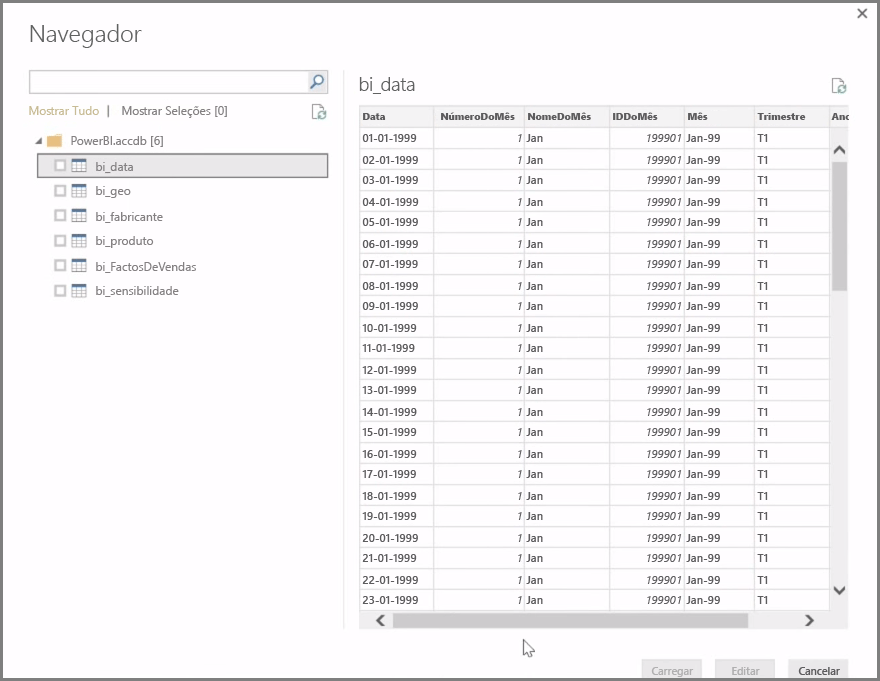 Navegador
Mostrar Tudo | Mostrar Seleções [0]
PowerBI.accdb [6]
bi_data
bi_geo
bi_fabricante
bi_produto
bi_FactosDeVendas
bi_sensibilidade
bi_data
Data NúmeroDoMês NomeDoMês IDDoMês Mês Trimestre Ano
01-01-1999 1 Jan 199901 Jan-99 T1
02-01-1999 1 Jan 199901 Jan-99 T1
03-01-1999 1 Jan 199901 Jan-99 T1
04-01-1999 1 Jan 199901 Jan-99 T1
05-01-1999 1 Jan 199901 Jan-99 T1
06-01-1999 1 Jan 199901 Jan-99 T1
07-01-1999 1 Jan 199901 Jan-99 T1
08-01-1999 1 Jan 199901 Jan-99 T1
09-01-1999 1 Jan 199901 Jan-99 T1
10-01-1999 1 Jan 199901 Jan-99 T1
11-01-1999 1 Jan 199901 Jan-99 T1
12-01-1999 1 Jan 199901 Jan-99 T1
13-01-1999 1 Jan 199901 Jan-99 T1
14-01-1999 1 Jan 199901 Jan-99 T1
15-01-1999 1 Jan 199901 Jan-99 T1
16-01-1999 1 Jan 199901 Jan-99 T1
17-01-1999 1 Jan 199901 Jan-99 T1
18-01-1999 1 Jan 199901 Jan-99 T1
19-01-1999 1 Jan 199901 Jan-99 T1
20-01-1999 1 Jan 199901 Jan-99 T1
21-01-1999 1 Jan 199901 Jan-99 T1
22-01-1999 1 Jan 199901 Jan-99 T1
23-01-1999 1 Jan 199901 Jan-99 T1
Carregar Editar Cancelar